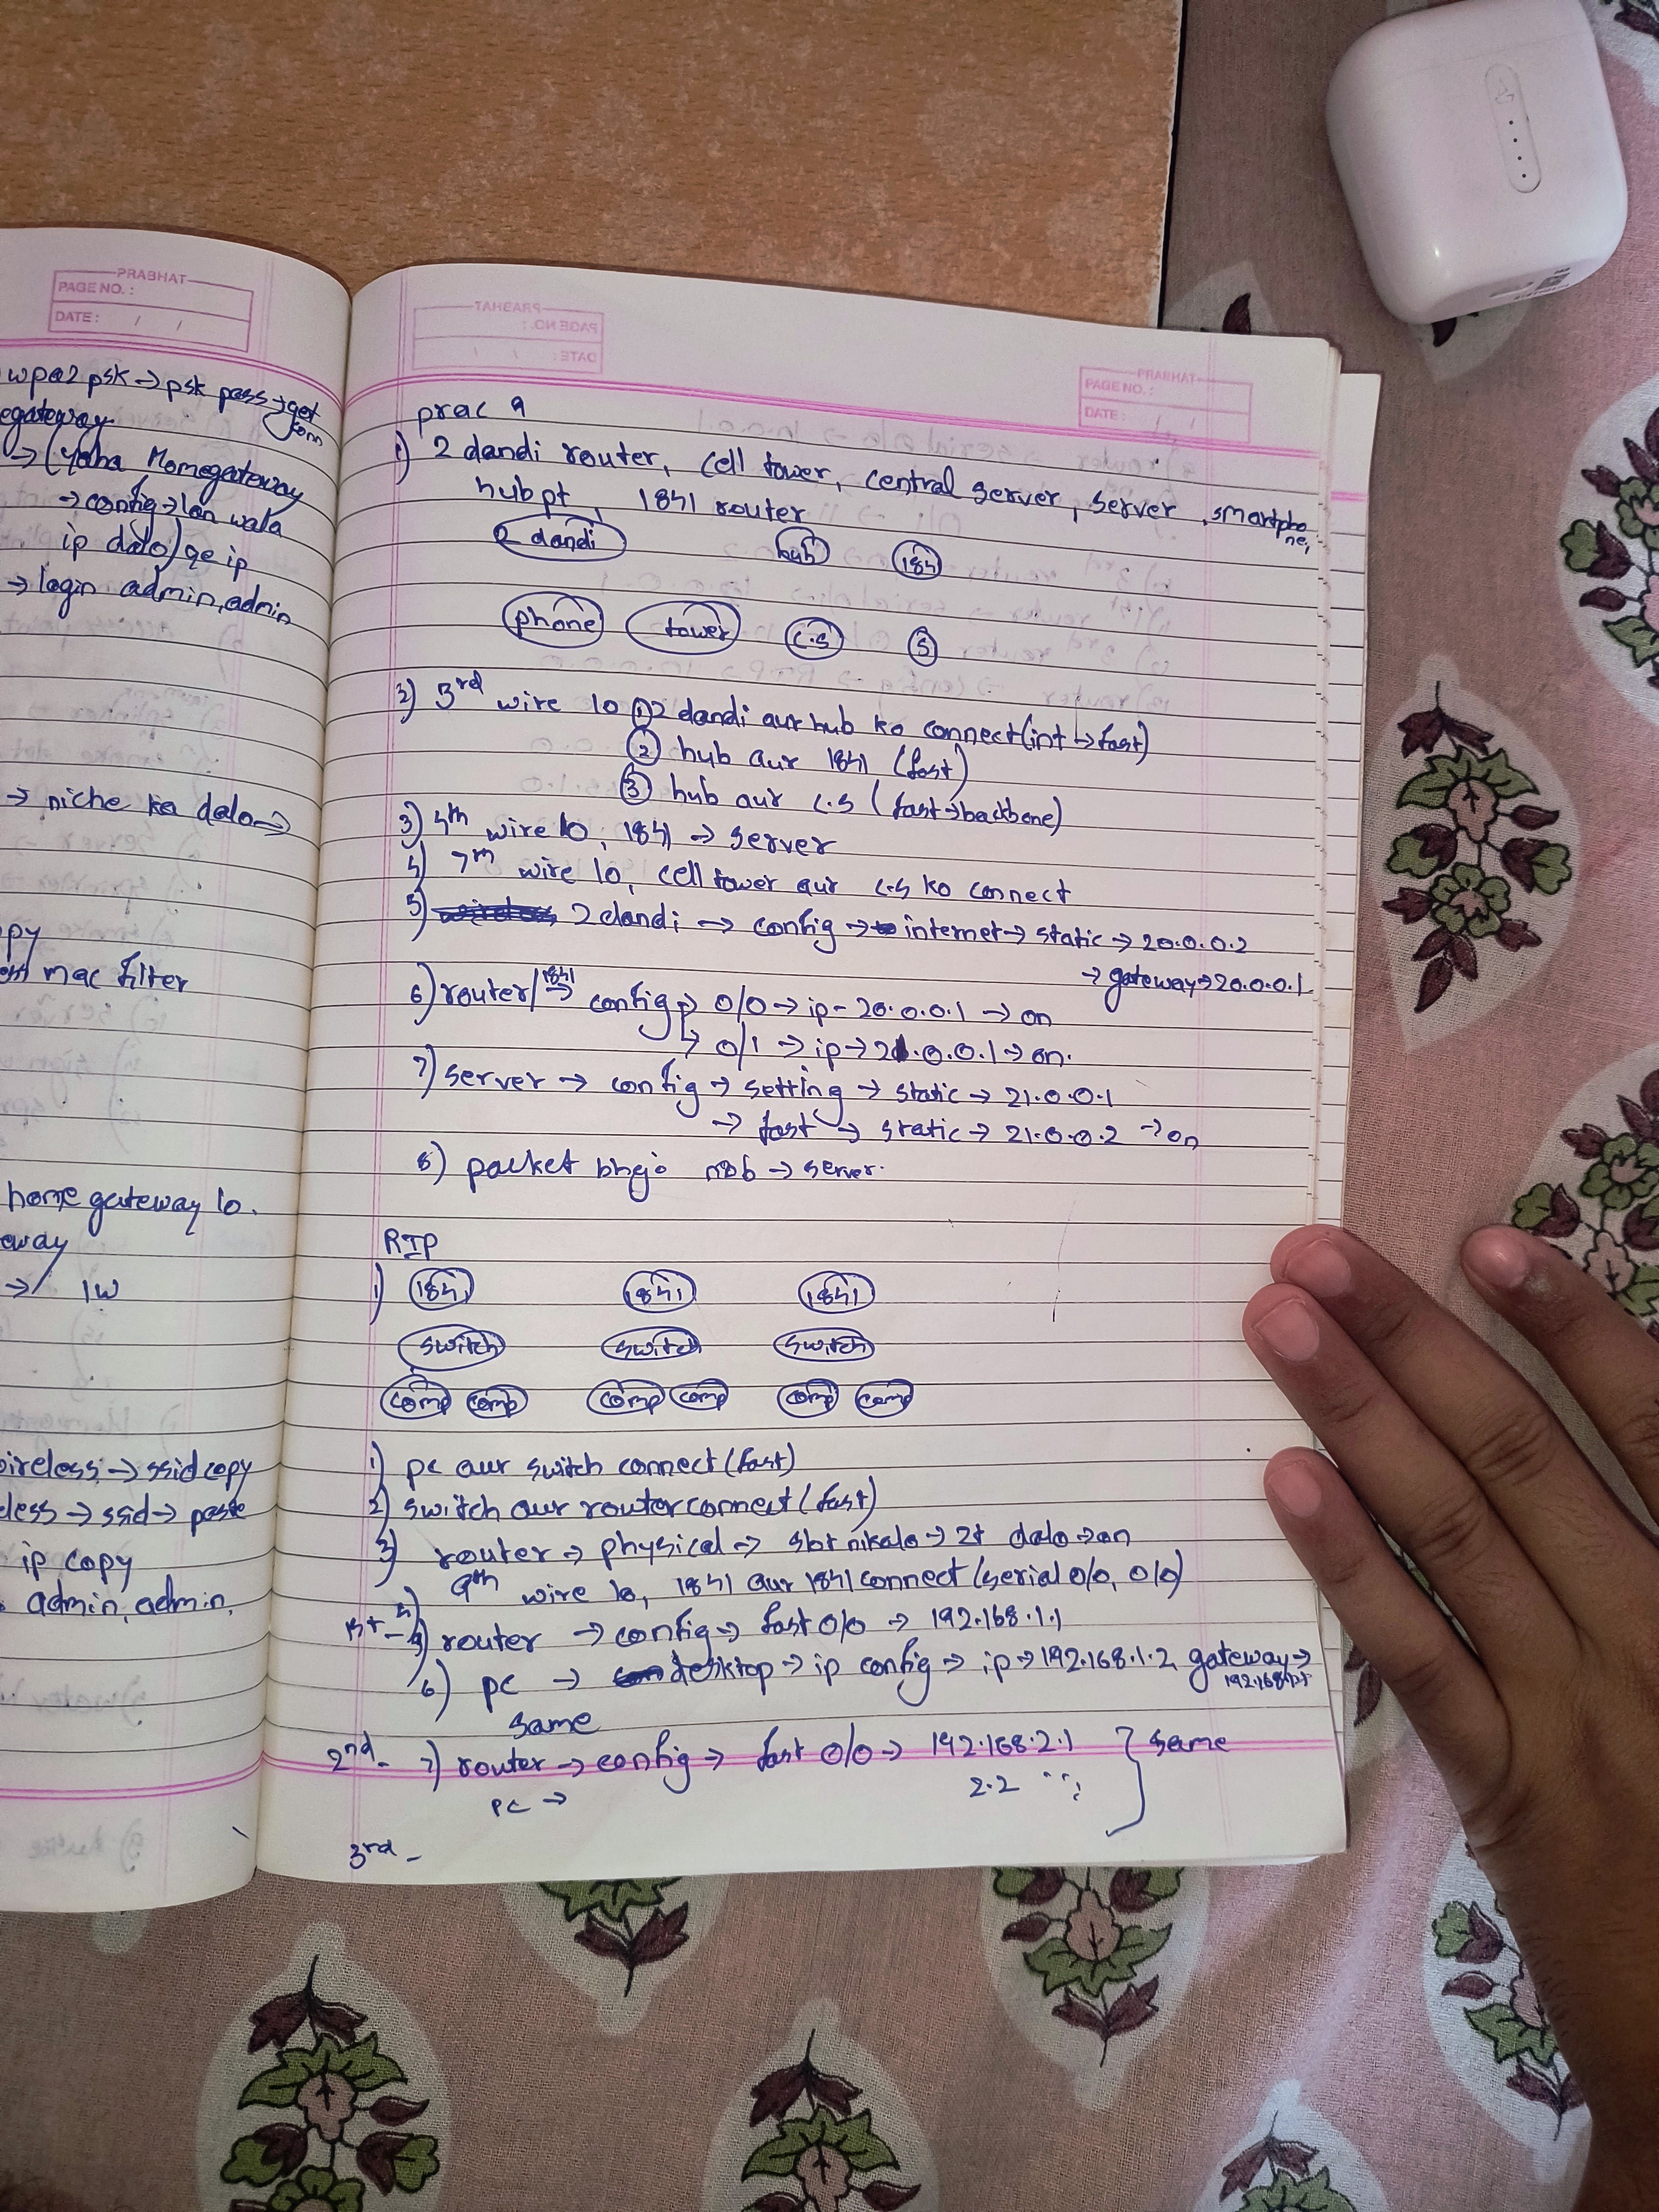 PRABHAT
PAGE NO. :
DATE : / /
wpa2 psk → psk pass → get
conn
egateway
→ (yaha Homegateway
→ config → lan wala
ip dalo) ge ip
→ login admin, admin
→ niche ka dalo →
py
mac filter
home gateway lo.
eway
→/ 1w
ireless → ssid copy
less → ssid → paste
ip copy
admin, admin,
PRABHAT
PAGE NO. :
DATE : / /
prac 9
1) 2 dandi router, cell tower, central server, server, smartpho
ne,
hub pt, 1841 router
2 dandi hub 1841
phone tower C.S S
2) 3rd wire lo ① 2 dandi aur hub ko connect (int → fast)
② hub aur 1841 (fast)
③ hub aur C.S (fast → backbone)
3) 4th wire lo, 1841 → server
4) 7th wire lo, cell tower aur C.S ko connect
5) 2 dandi → config → internet → static → 20.0.0.2
→ gateway → 20.0.0.1
6) router/1841 → config → 0/0 → ip - 20.0.0.1 → on
↳ 0/1 → ip → 21.0.0.1 → on.
7) server → config → setting → static → 21.0.0.1
→ fast → static → 21.0.0.2 → on
8) packet bhejo mob → server.
RIP
1) 1841 1841 1841
switch switch switch
comp comp comp comp comp comp
1) pc aur switch connect (fast)
2) switch aur router connect (fast)
3) router → physical → sbt nikalo → 2t dalo → on
4) 9th wire lo, 1841 aur 1841 connect (serial 0/0, 0/0)
1st - 5) router → config → fast 0/0 → 192.168.1.1
6) pc → desktop → ip config → ip → 192.168.1.2, gateway →
192.168.1.1
same
2nd - 7) router → config → fast 0/0 → 192.168.2.1 } same
pc → 2.2 " ;
3rd -